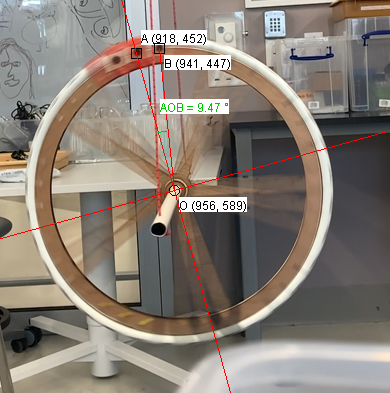 A (918, 452)
B (941, 447)
AOB = 9.47 °
O (956, 589)